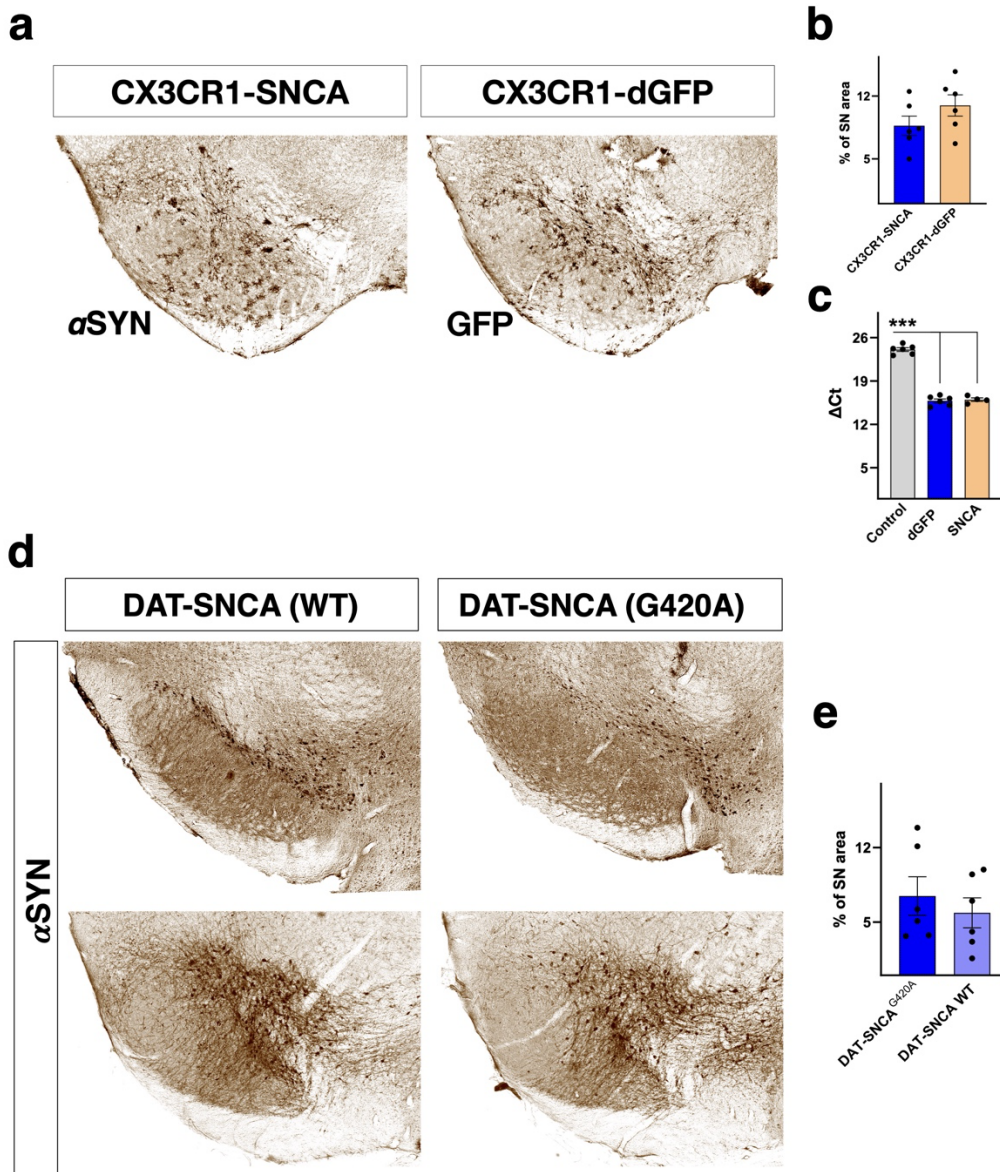 a
CX3CR1-SNCA
CX3CR1-dGFP
αSYN
GFP
b
% of SN area
12
5
CX3CR1-SNCA
CX3CR1-dGFP
c
ΔCt
26
19
12
5
***
Control
dGFP
SNCA
d
DAT-SNCA (WT)
DAT-SNCA (G420A)
αSYN
e
% of SN area
12
5
DAT-SNCA G420A
DAT-SNCA WT